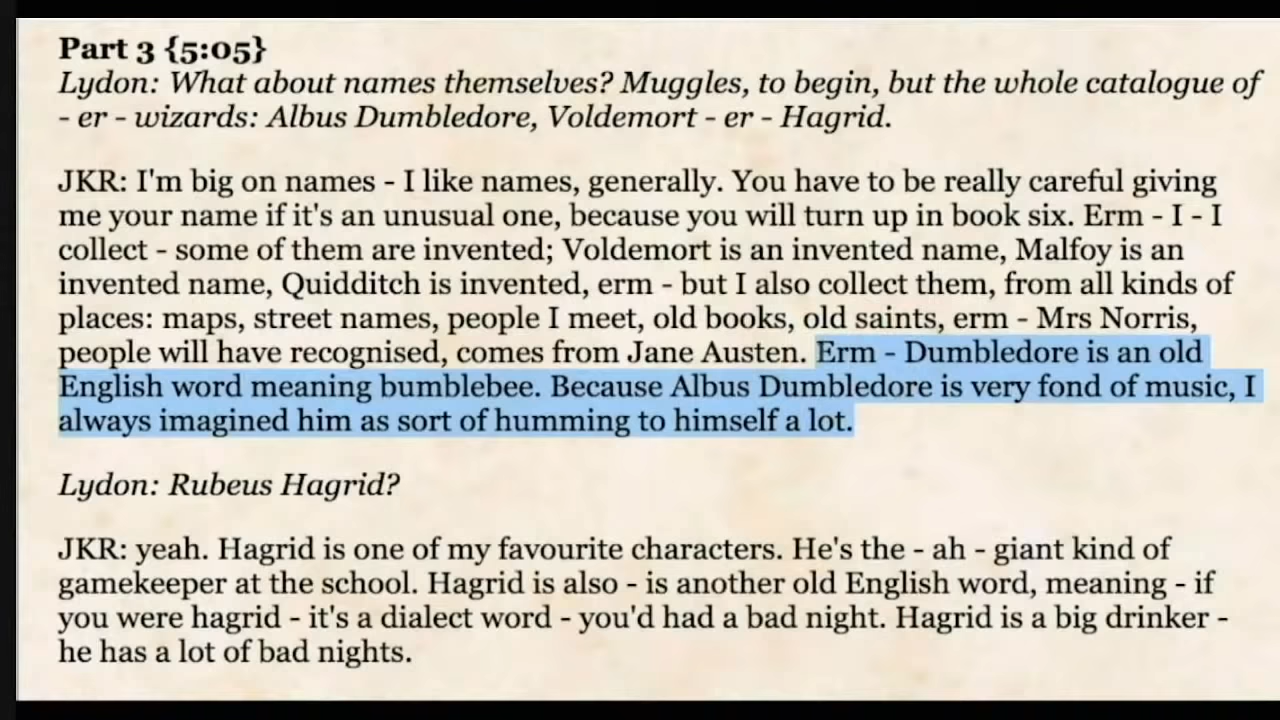 Part 3 {5:05}
Lydon: What about names themselves? Muggles, to begin, but the whole catalogue of
- er - wizards: Albus Dumbledore, Voldemort - er - Hagrid.
JKR: I'm big on names - I like names, generally. You have to be really careful giving
me your name if it's an unusual one, because you will turn up in book six. Erm - I - I
collect - some of them are invented; Voldemort is an invented name, Malfoy is an
invented name, Quidditch is invented, erm - but I also collect them, from all kinds of
places: maps, street names, people I meet, old books, old saints, erm - Mrs Norris,
people will have recognised, comes from Jane Austen. Erm - Dumbledore is an old
English word meaning bumblebee. Because Albus Dumbledore is very fond of music, I
always imagined him as sort of humming to himself a lot.
Lydon: Rubeus Hagrid?
JKR: yeah. Hagrid is one of my favourite characters. He's the - ah - giant kind of
gamekeeper at the school. Hagrid is also - is another old English word, meaning - if
you were hagrid - it's a dialect word - you'd had a bad night. Hagrid is a big drinker -
he has a lot of bad nights.